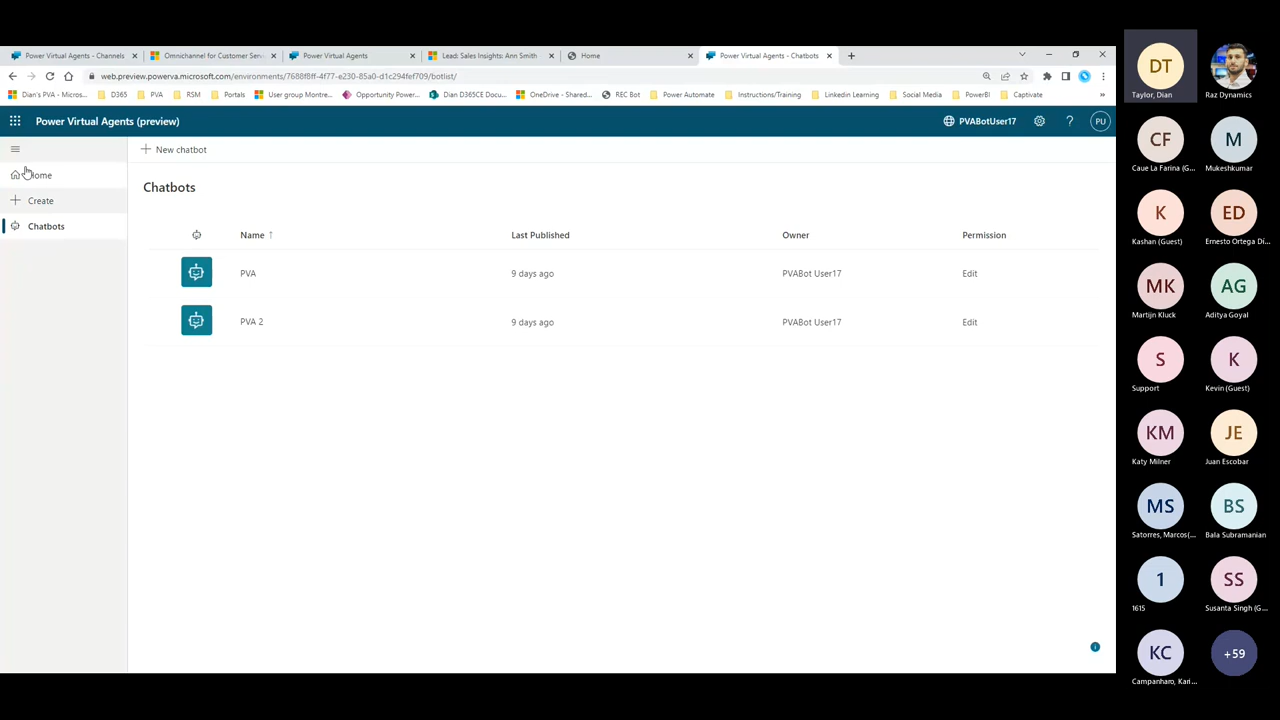 Power Virtual Agents - Channels
Omnichannel for Customer Serv
Power Virtual Agents
Lead: Sales Insights: Ann Smith
Home
Power Virtual Agents - Chatbots
web.preview.powerva.microsoft.com/environments/7688f8ff-4f77-e230-85a0-d1c294fef709/botlist/
Dian's PVA - Micros...
D365
PVA
RSM
Portals
User group Montre...
Opportunity Power...
Dian D365CE Docu...
OneDrive - Shared...
REC Bot
Power Automate
Instructions/Training
Linkedin Learning
Social Media
PowerBI
Captivate
»
Power Virtual Agents (preview)
PVABotUser17
?
PU
New chatbot
Home
Create
Chatbots
Chatbots
Name ↑
Last Published
Owner
Permission
PVA
9 days ago
PVABot User17
Edit
PVA 2
9 days ago
PVABot User17
Edit
DT
Taylor, Dian
Raz Dynamics
CF
Caue La Farina (G...
M
Mukeshkumar
K
Kashan (Guest)
ED
Ernesto Ortega Di...
MK
Martijn Kluck
AG
Aditya Goyal
S
Support
K
Kevin (Guest)
KM
Katy Milner
JE
Juan Escobar
MS
Satorres, Marcos(...
BS
Bala Subramanian
1
1615
SS
Susanta Singh (G...
KC
Campanharo, Kari...
+59